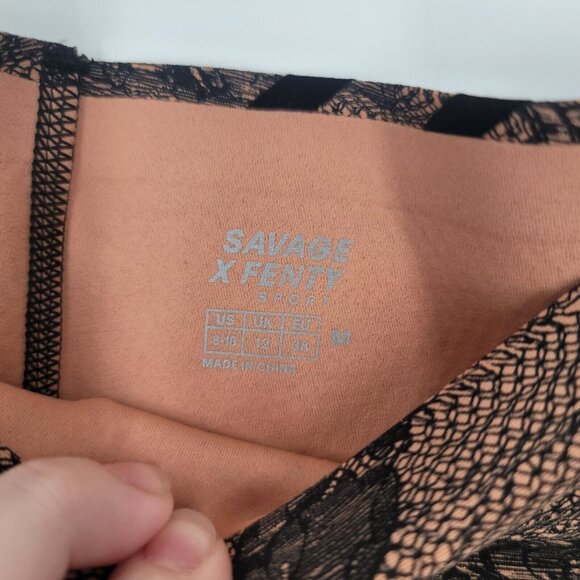 SAVAGE
X FENTY
SPORT
US UK EU
8-10 12 38 M
MADE IN CHINA